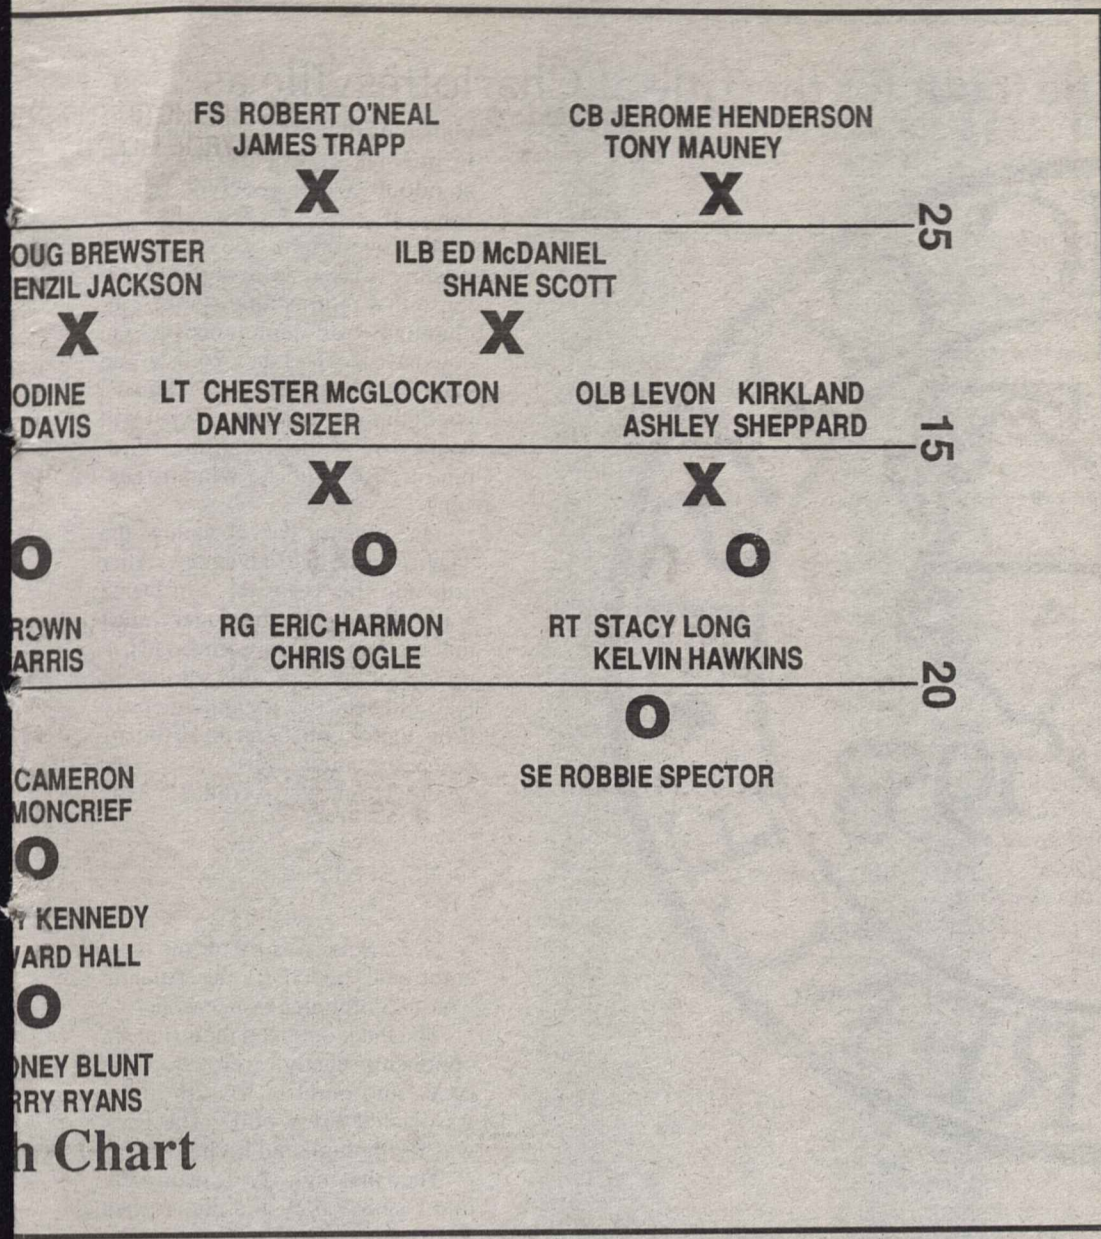 FS ROBERT O'NEAL CB JEROME HENDERSON
JAMES TRAPP TONY MAUNEY
X X
25
OUG BREWSTER ILB ED McDANIEL
ENZIL JACKSON SHANE SCOTT
X X
ODINE LT CHESTER McGLOCKTON OLB LEVON KIRKLAND
DAVIS DANNY SIZER ASHLEY SHEPPARD
15
X X
O O O
ROWN RG ERIC HARMON RT STACY LONG
ARRIS CHRIS OGLE KELVIN HAWKINS
20
O
CAMERON SE ROBBIE SPECTOR
MONCRIEF
O
Y KENNEDY
WARD HALL
O
ONEY BLUNT
RRY RYANS
h Chart